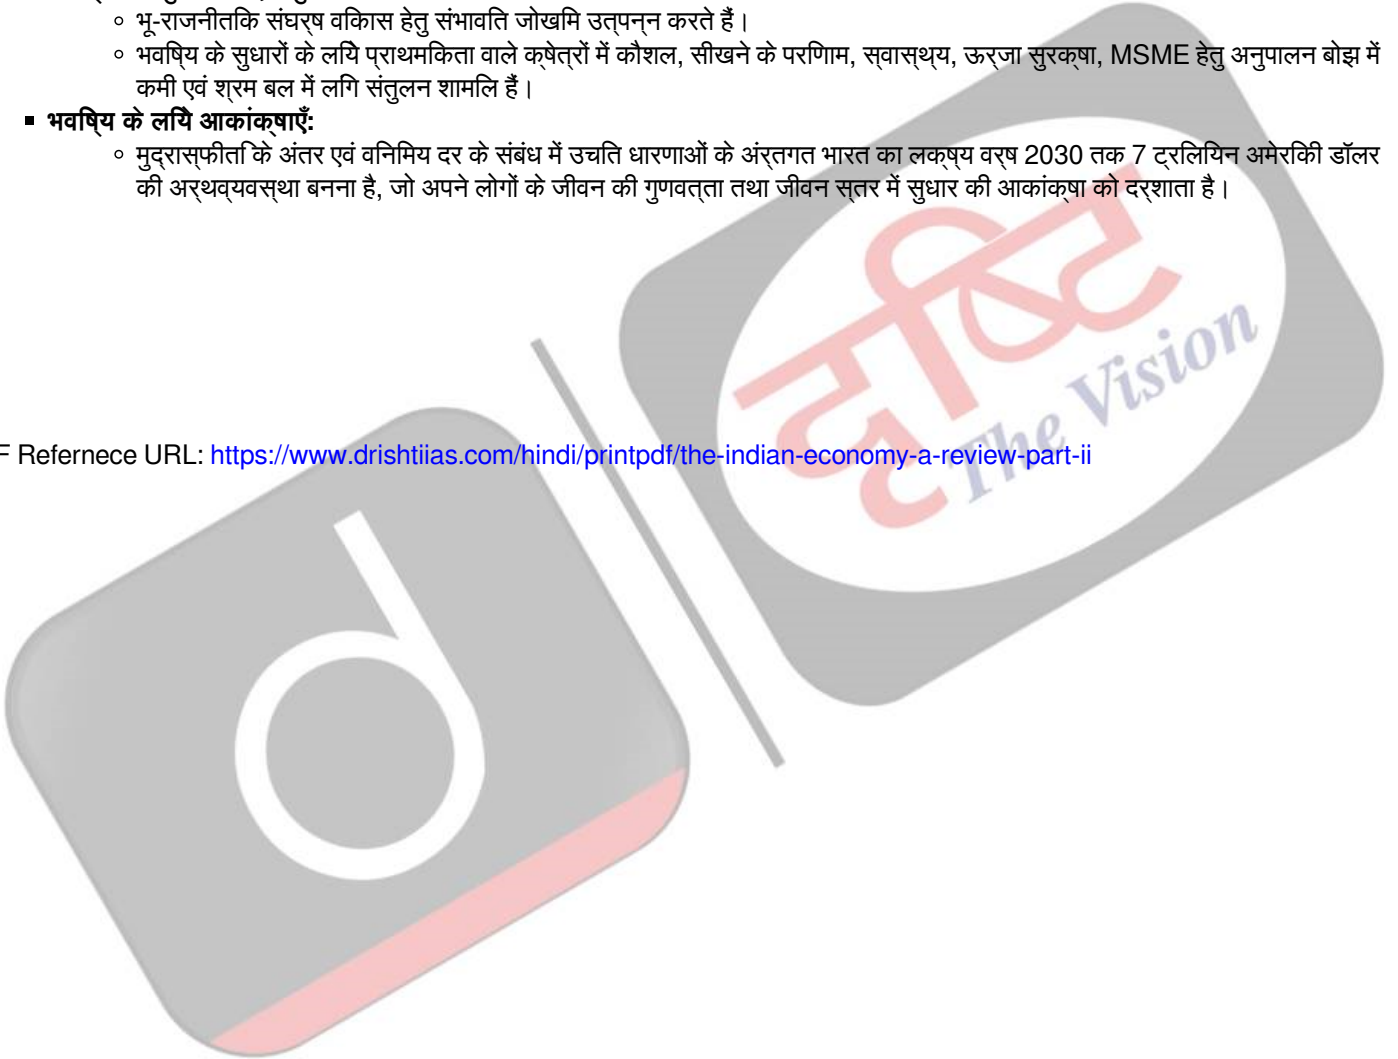 भू-राजनीतिक संघर्ष विकास हेतु संभावित जोखिम उत्पन्न करते हैं।
भविष्य के सुधारों के लिये प्राथमिकता वाले क्षेत्रों में कौशल, सीखने के परिणाम, स्वास्थ्य, ऊर्जा सुरक्षा, MSME हेतु अनुपालन बोझ में
कमी एवं श्रम बल में लिंग संतुलन शामिल हैं।
भविष्य के लिये आकांक्षाएँ:
मुद्रास्फीति के अंतर एवं विनिमय दर के संबंध में उचित धारणाओं के अंर्तगत भारत का लक्ष्य वर्ष 2030 तक 7 ट्रिलियन अमेरिकी डॉलर
की अर्थव्यवस्था बनना है, जो अपने लोगों के जीवन की गुणवत्ता तथा जीवन स्तर में सुधार की आकांक्षा को दर्शाता है।
दृष्टि
The Vision
F Refernece URL: https://www.drishtiias.com/hindi/printpdf/the-indian-economy-a-review-part-ii
d